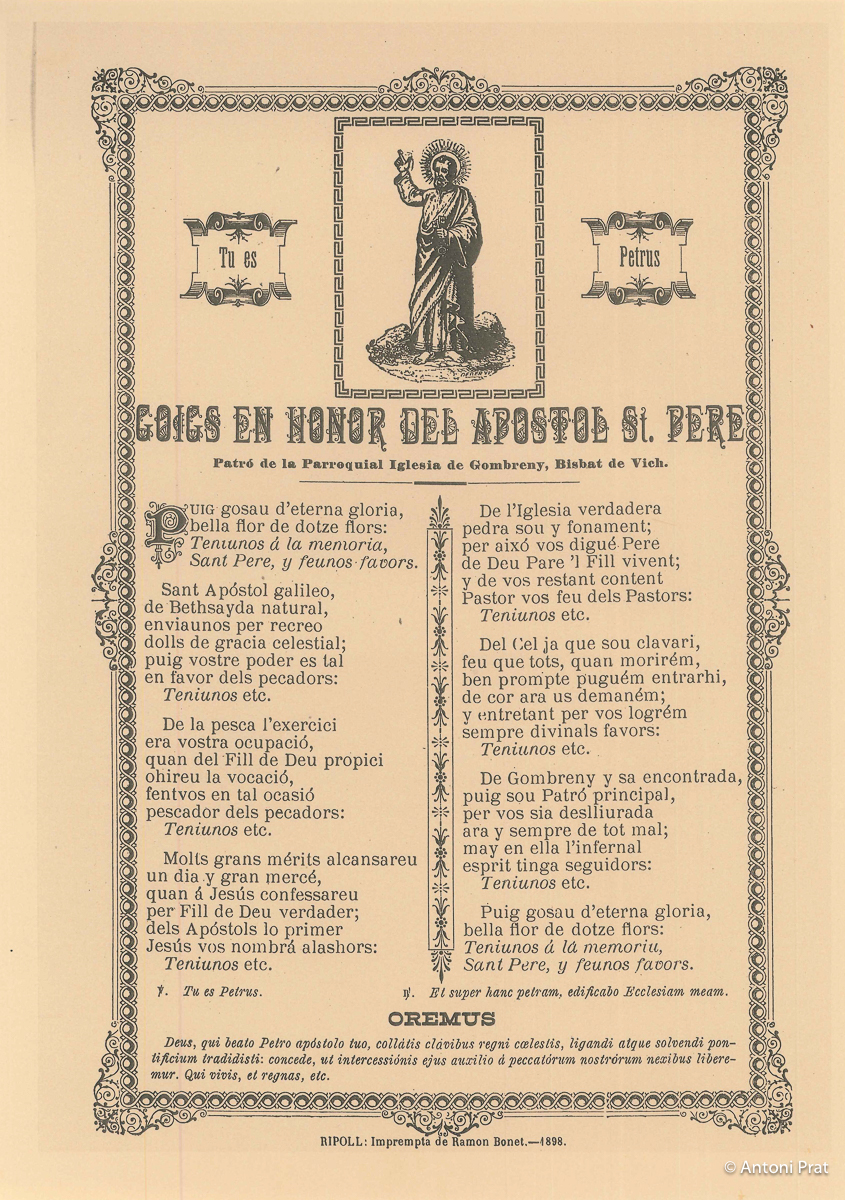 Tu es
Petrus
GOIGS EN HONOR DEL APOSTOL St. PERE
Patró de la Parroquial Iglesia de Gombreny, Bisbat de Vich.
PUIG gosau d'eterna gloria,
bella flor de dotze flors:
Teniunos á la memoria,
Sant Pere, y feunos favors.
Sant Apóstol galileo,
de Bethsayda natural,
enviaunos per recreo
dolls de gracia celestial;
puig vostre poder es tal
en favor dels pecadors:
Teniunos etc.
De la pesca l'exercici
era vostra ocupació,
quan del Fill de Deu propici
ohireu la vocació,
fentvos en tal ocasió
pescador dels pecadors:
Teniunos etc.
Molts grans mérits alcansareu
un dia y gran mercé,
quan á Jesús confessareu
per Fill de Deu verdader;
dels Apóstols lo primer
Jesús vos nombrá alashors:
Teniunos etc.
De l'Iglesia verdadera
pedra sou y fonament;
per aixó vos digué Pere
de Deu Pare 'l Fill vivent;
y de vos restant content
Pastor vos feu dels Pastors:
Teniunos etc.
Del Cel ja que sou clavari,
feu que tots, quan morirém,
ben prompte puguém entrarhi,
de cor ara us demaném;
y entretant per vos logrém
sempre divinals favors:
Teniunos etc.
De Gombreny y sa encontrada,
puig sou Patró principal,
per vos sia deslliurada
ara y sempre de tot mal;
may en ella l'infernal
esprit tinga seguidors:
Teniunos etc.
Puig gosau d'eterna gloria,
bella flor de dotze flors:
Teniunos á lá memoriu,
Sant Pere, y feunos favors.
℣. Tu es Petrus. ℟. Et super hanc petram, edificabo Ecclesiam meam.
OREMUS
Deus, qui beato Petro apóstolo tuo, collátis clávibus regni cœlestis, ligandi atque solvendi pon-
tificium tradidisti: concede, ut intercessiónis ejus auxilio á peccatórum nostrórum nexibus libere-
mur. Qui vivis, et regnas, etc.
RIPOLL: Imprempta de Ramon Bonet.—1898.
© Antoni Prat